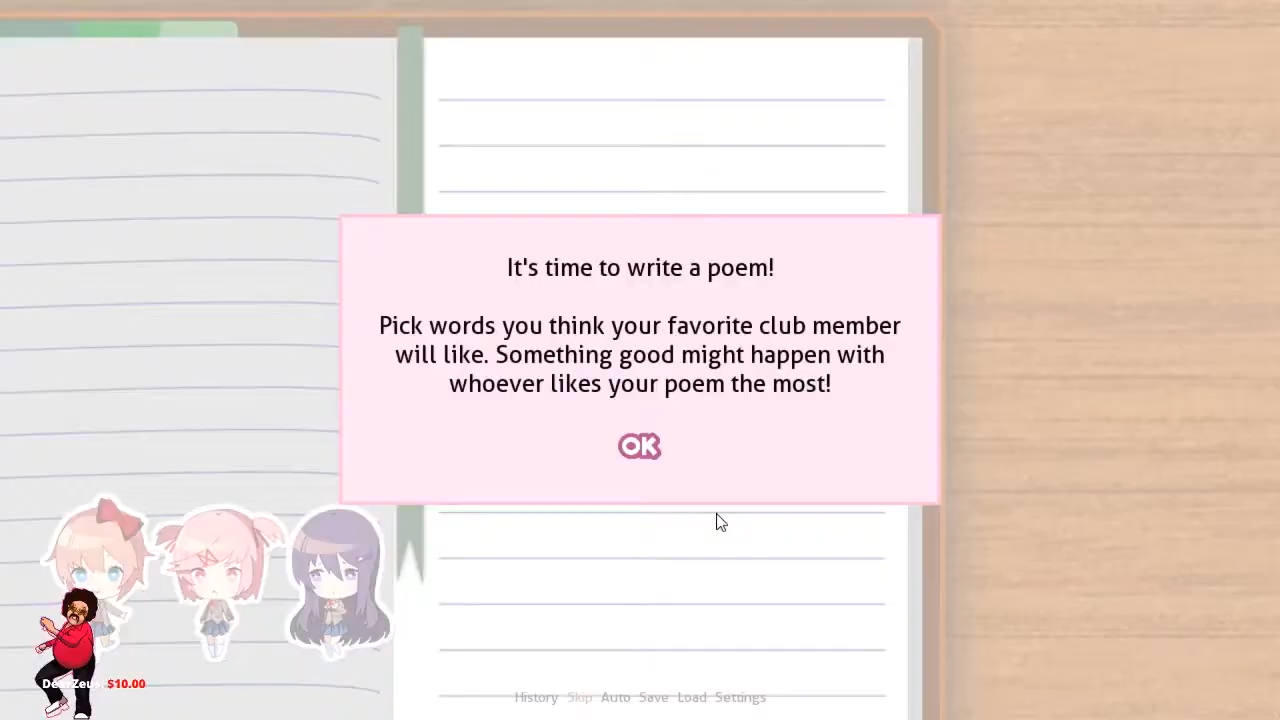 It's time to write a poem!
Pick words you think your favorite club member
will like. Something good might happen with
whoever likes your poem the most!
OK
$10.00
History Skip Auto Save Load Settings